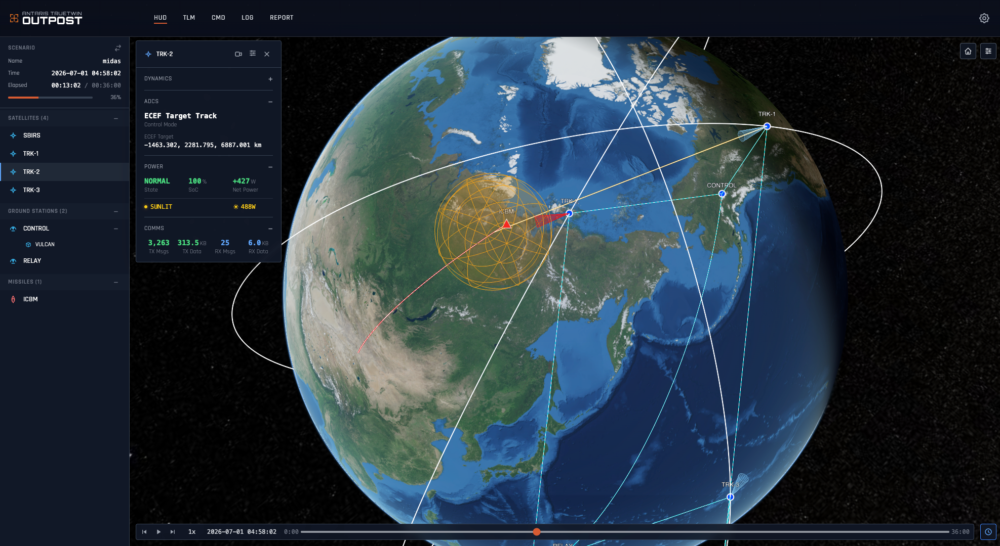 ANTARIS TRUETWIN
OUTPOST
HUD TLM CMD LOG REPORT
SCENARIO
Name midas
Time 2026-07-01 04:58:02
Elapsed 00:13:02 / 00:36:00
36%
SATELLITES (4)
SBIRS
TRK-1
TRK-2
TRK-3
GROUND STATIONS (2)
CONTROL
VULCAN
RELAY
MISSILES (1)
ICBM
TRK-2
DYNAMICS
ADCS
ECEF Target Track
Control Mode
ECEF Target
-1463.302, 2281.795, 6887.001 km
POWER
NORMAL 100 % +427 W
State SoC Net Power
SUNLIT 488W
COMMS
3,263 313.5 KB 25 6.0 KB
TX Msgs TX Data RX Msgs RX Data
TRK-1
CONTROL
TRK-2
ICBM
TRK-3
1x 2026-07-01 04:58:02 0:00 36:00
RELAY